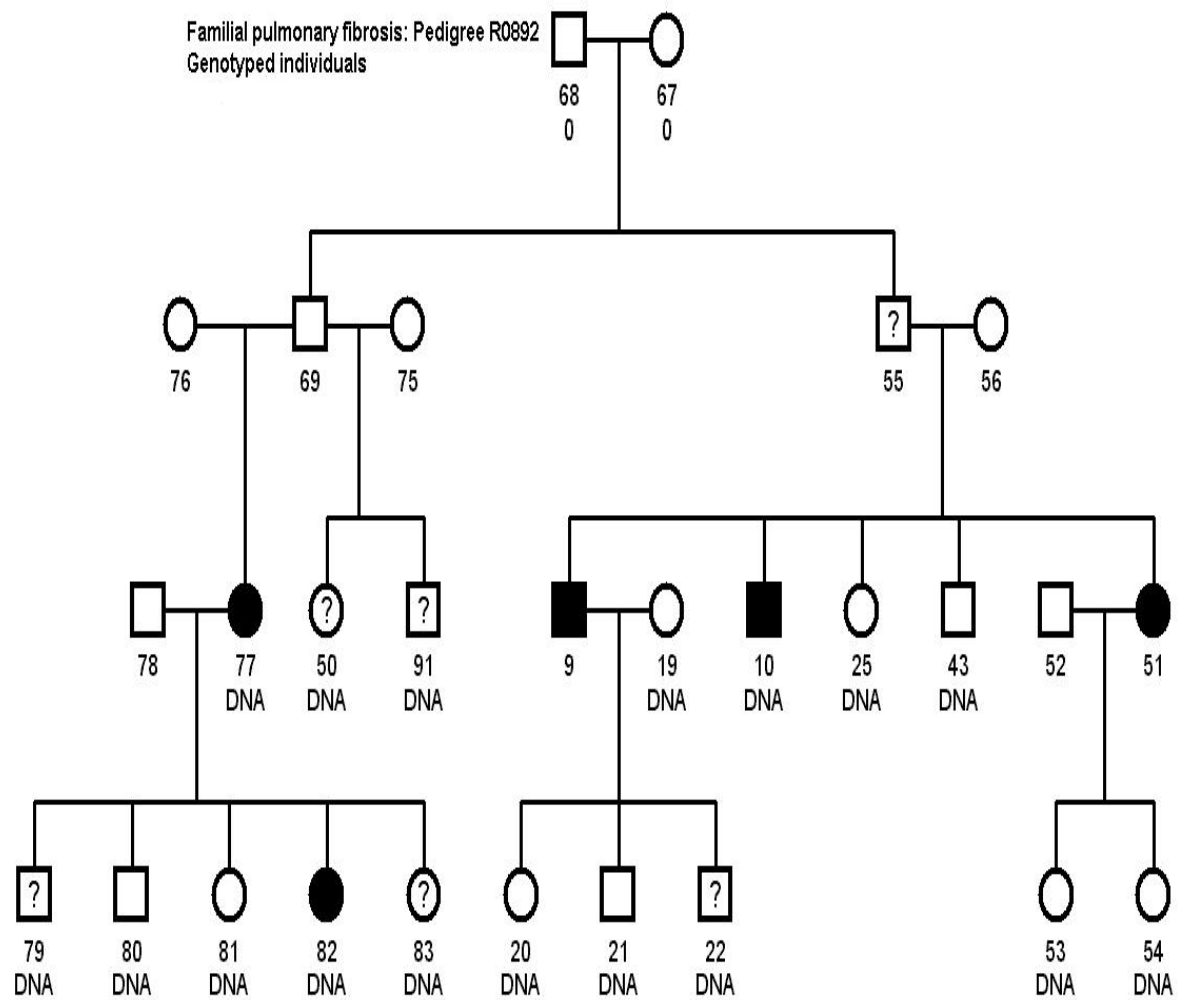 Familial pulmonary fibrosis: Pedigree R0892
Genotyped individuals
68 67
0 0
?
76 69 75 55 56
? ?
78 77 50 91 9 19 10 25 43 52 51
DNA DNA DNA DNA DNA DNA DNA
? ? ?
79 80 81 82 83 20 21 22 53 54
DNA DNA DNA DNA DNA DNA DNA DNA DNA DNA